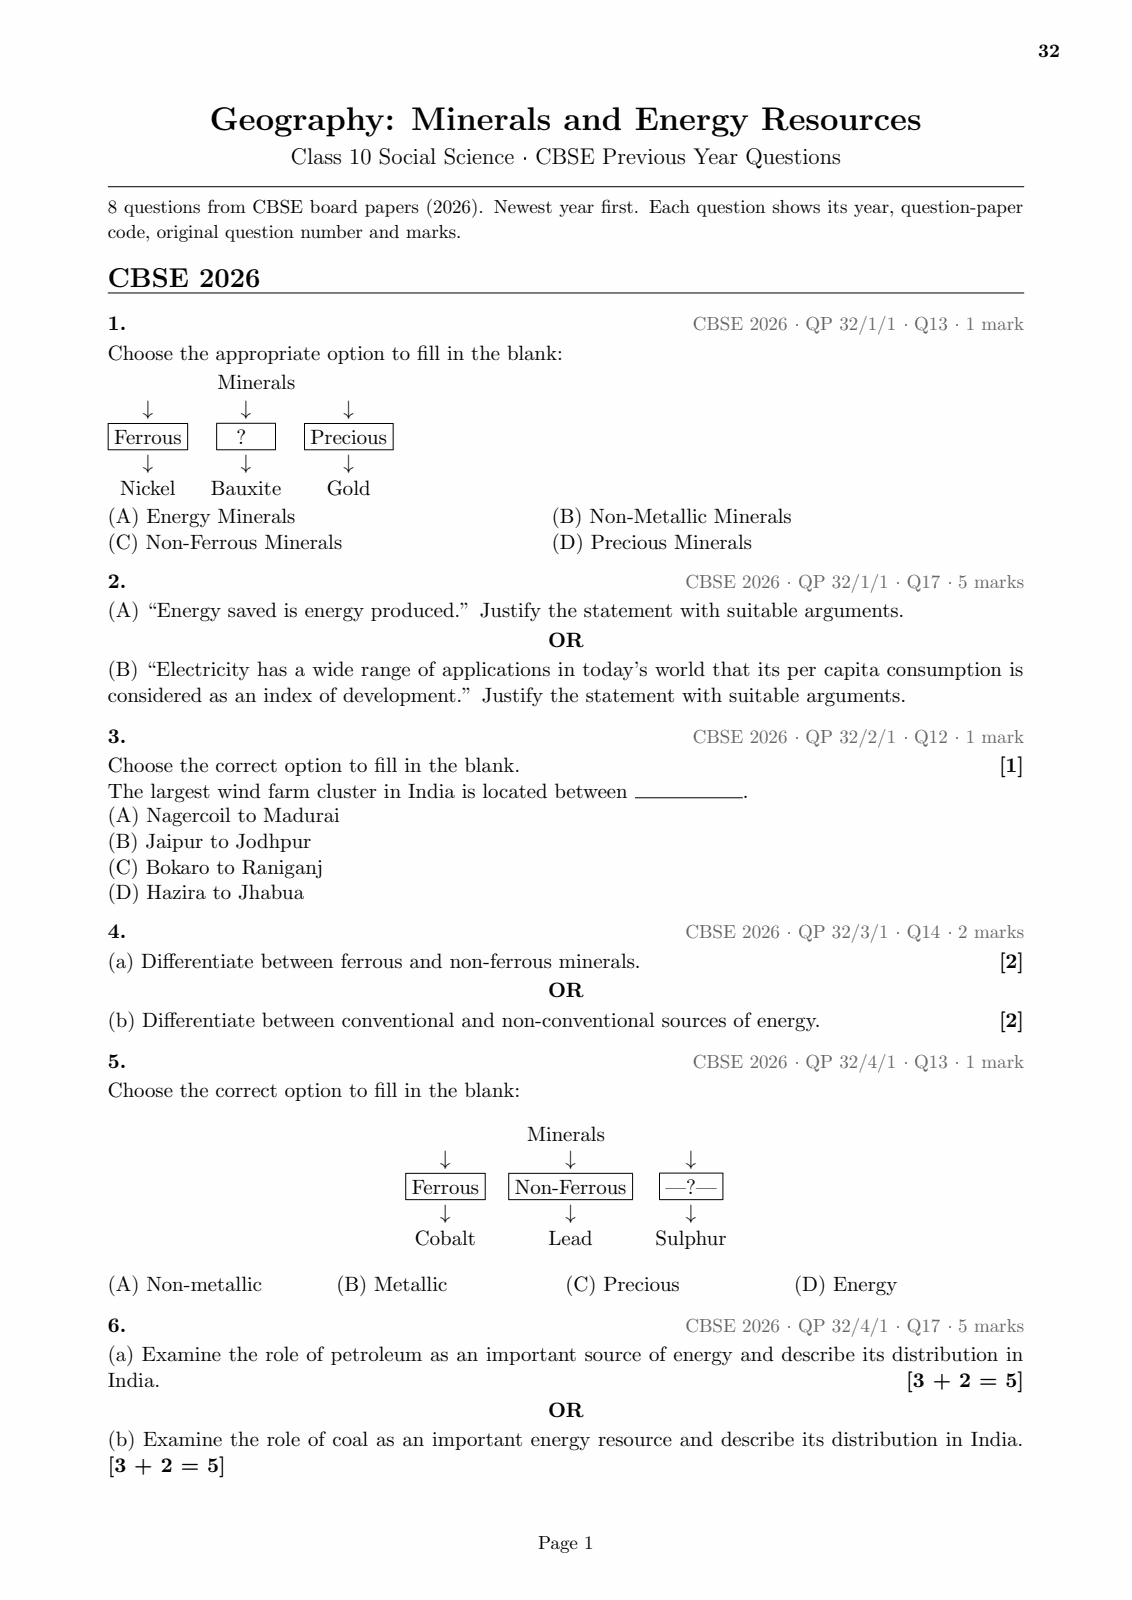 32
Geography: Minerals and Energy Resources
Class 10 Social Science · CBSE Previous Year Questions
8 questions from CBSE board papers (2026). Newest year first. Each question shows its year, question-paper
code, original question number and marks.
CBSE 2026
1. CBSE 2026 · QP 32/1/1 · Q13 · 1 mark
Choose the appropriate option to fill in the blank:
Minerals
↓ ↓ ↓
Ferrous ? Precious
↓ ↓ ↓
Nickel Bauxite Gold
(A) Energy Minerals (B) Non-Metallic Minerals
(C) Non-Ferrous Minerals (D) Precious Minerals
2. CBSE 2026 · QP 32/1/1 · Q17 · 5 marks
(A) “Energy saved is energy produced.” Justify the statement with suitable arguments.
OR
(B) “Electricity has a wide range of applications in today’s world that its per capita consumption is
considered as an index of development.” Justify the statement with suitable arguments.
3. CBSE 2026 · QP 32/2/1 · Q12 · 1 mark
Choose the correct option to fill in the blank. [1]
The largest wind farm cluster in India is located between __________.
(A) Nagercoil to Madurai
(B) Jaipur to Jodhpur
(C) Bokaro to Raniganj
(D) Hazira to Jhabua
4. CBSE 2026 · QP 32/3/1 · Q14 · 2 marks
(a) Differentiate between ferrous and non-ferrous minerals. [2]
OR
(b) Differentiate between conventional and non-conventional sources of energy. [2]
5. CBSE 2026 · QP 32/4/1 · Q13 · 1 mark
Choose the correct option to fill in the blank:
Minerals
↓ ↓ ↓
Ferrous Non-Ferrous —?—
↓ ↓ ↓
Cobalt Lead Sulphur
(A) Non-metallic (B) Metallic (C) Precious (D) Energy
6. CBSE 2026 · QP 32/4/1 · Q17 · 5 marks
(a) Examine the role of petroleum as an important source of energy and describe its distribution in
India. [3 + 2 = 5]
OR
(b) Examine the role of coal as an important energy resource and describe its distribution in India.
[3 + 2 = 5]
Page 1